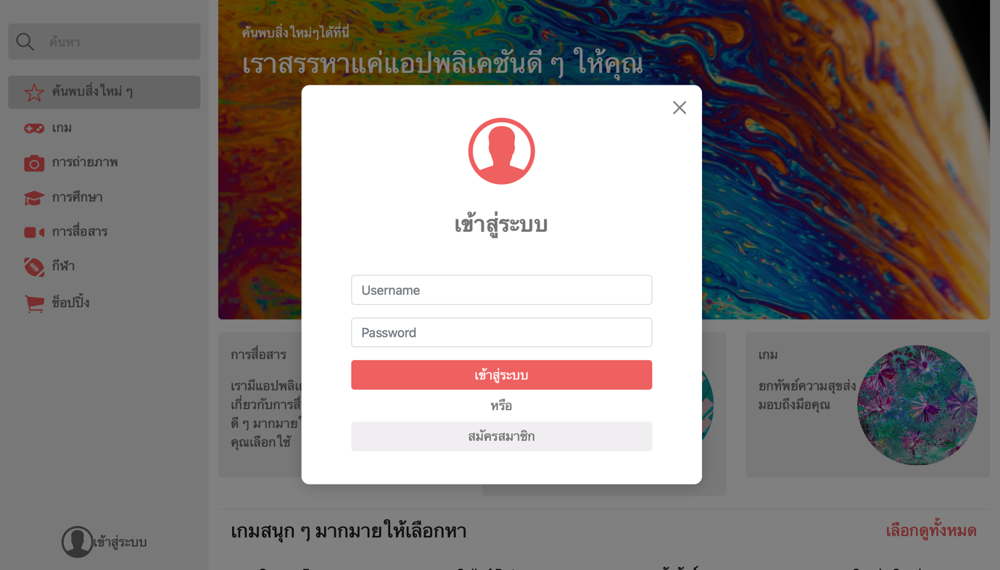 ค้นหา
ค้นพบสิ่งใหม่ ๆ
เกม
การถ่ายภาพ
การศึกษา
การสื่อสาร
กีฬา
ช็อปปิ้ง
เข้าสู่ระบบ
ค้นพบสิ่งใหม่ๆได้ที่นี่
เราสรรหาแค่แอปพลิเคชันดี ๆ ให้คุณ
เข้าสู่ระบบ
Username
Password
เข้าสู่ระบบ
หรือ
สมัครสมาชิก
การสื่อสาร
เรามีแอปพลิเค
เกี่ยวกับการสื่
ดี ๆ มากมาย
คุณเลือกใช้
เกม
ยกทัพย์ความสุขส่ง
มอบถึงมือคุณ
เกมสนุก ๆ มากมายให้เลือกหา
เลือกดูทั้งหมด